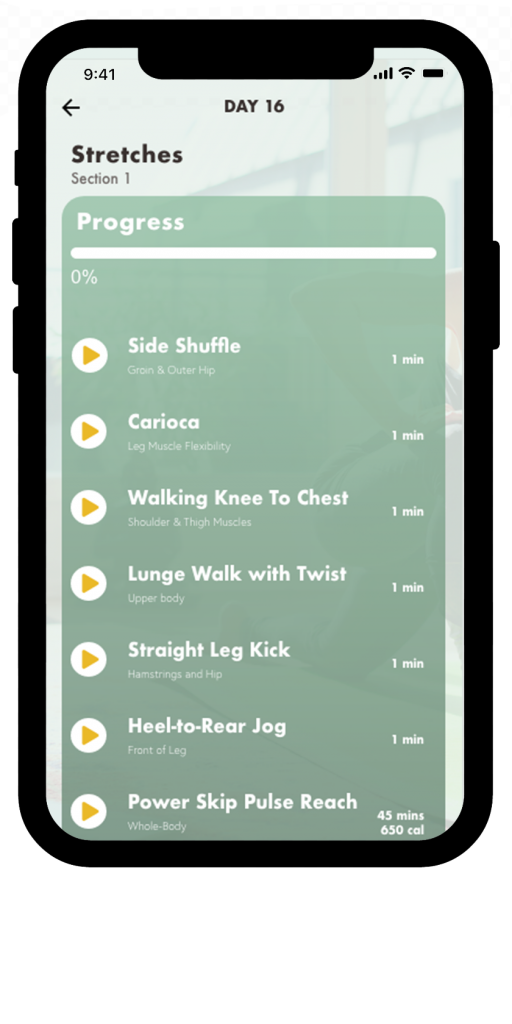 9:41
DAY 16
Stretches
Section 1
Progress
0%
Side Shuffle
Groin & Outer Hip
1 min
Carioca
Leg Muscle Flexibility
1 min
Walking Knee To Chest
Shoulder & Thigh Muscles
1 min
Lunge Walk with Twist
Upper body
1 min
Straight Leg Kick
Hamstrings and Hip
1 min
Heel-to-Rear Jog
Front of Leg
1 min
Power Skip Pulse Reach
Whole-Body
45 mins
650 cal